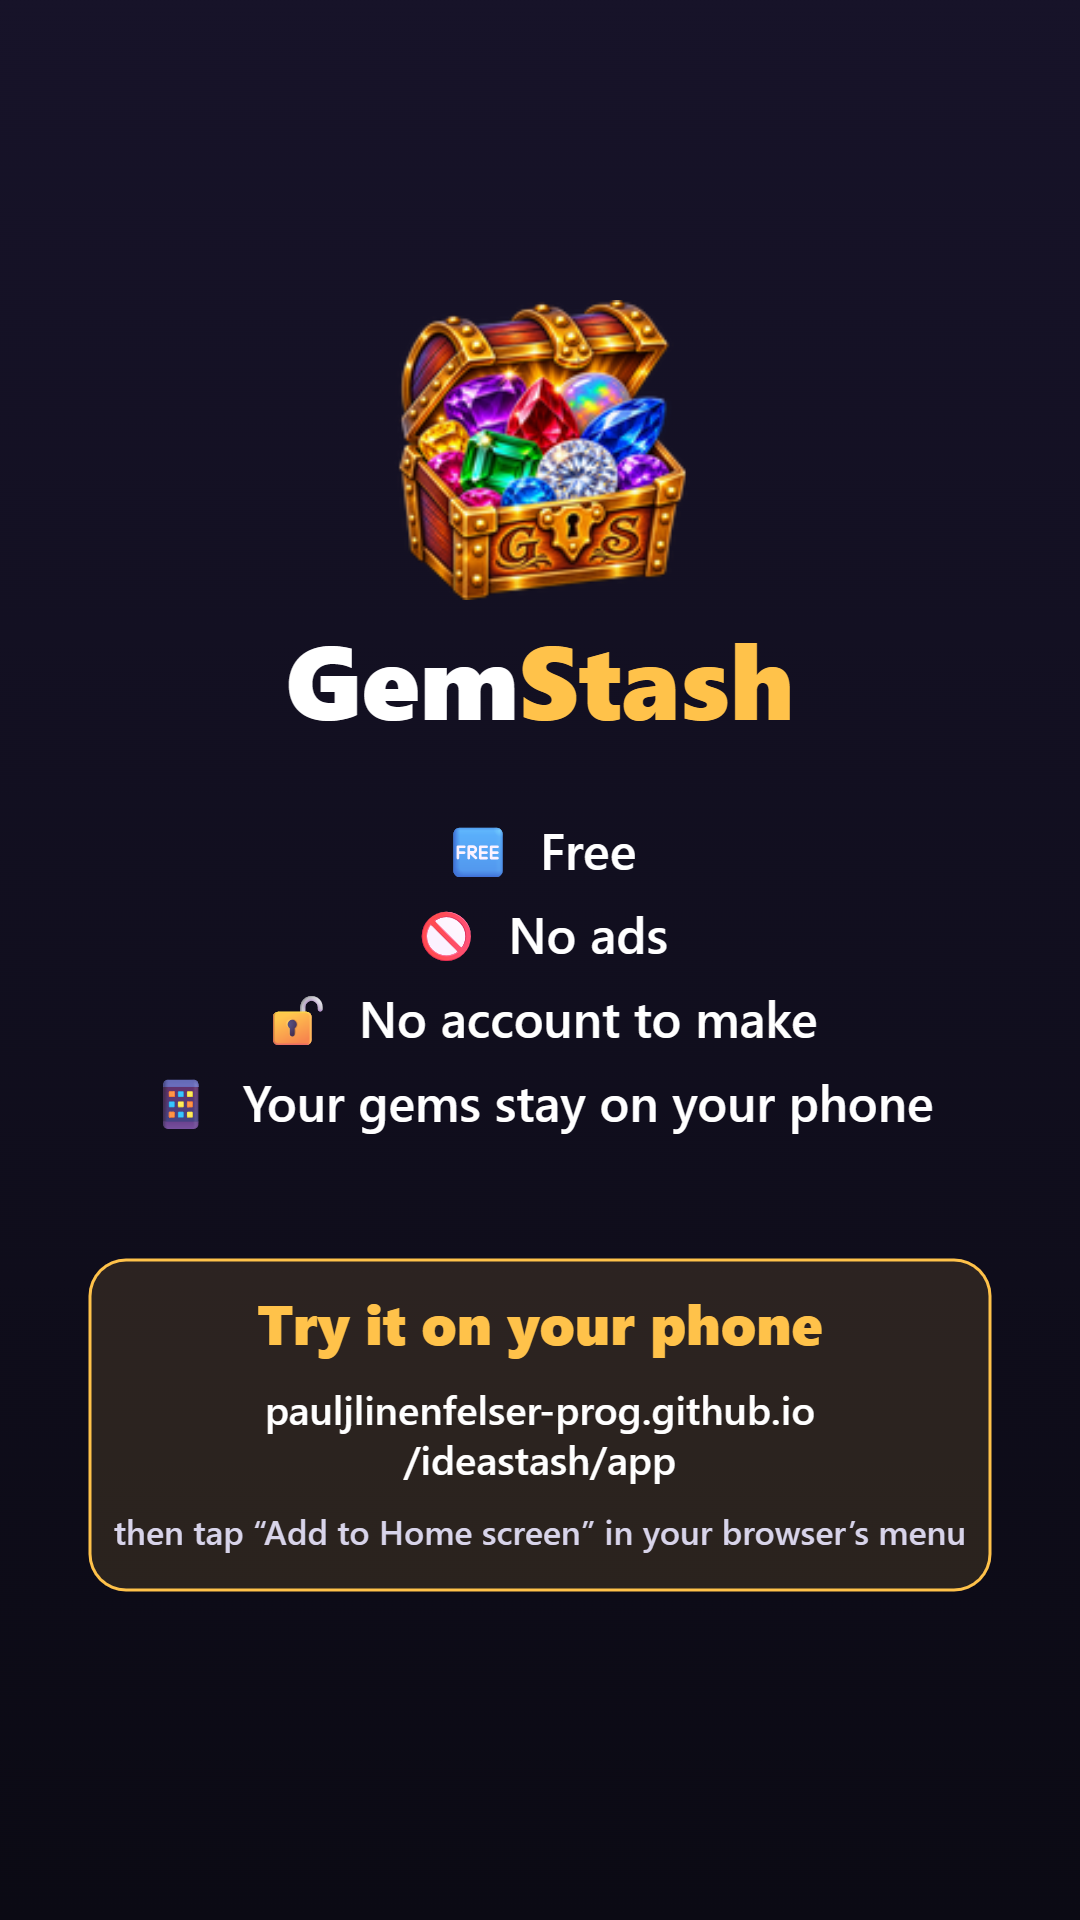 G S
GemStash
FREE Free
No ads
No account to make
Your gems stay on your phone
Try it on your phone
pauljlinenfelser-prog.github.io
/ideastash/app
then tap “Add to Home screen” in your browser’s menu